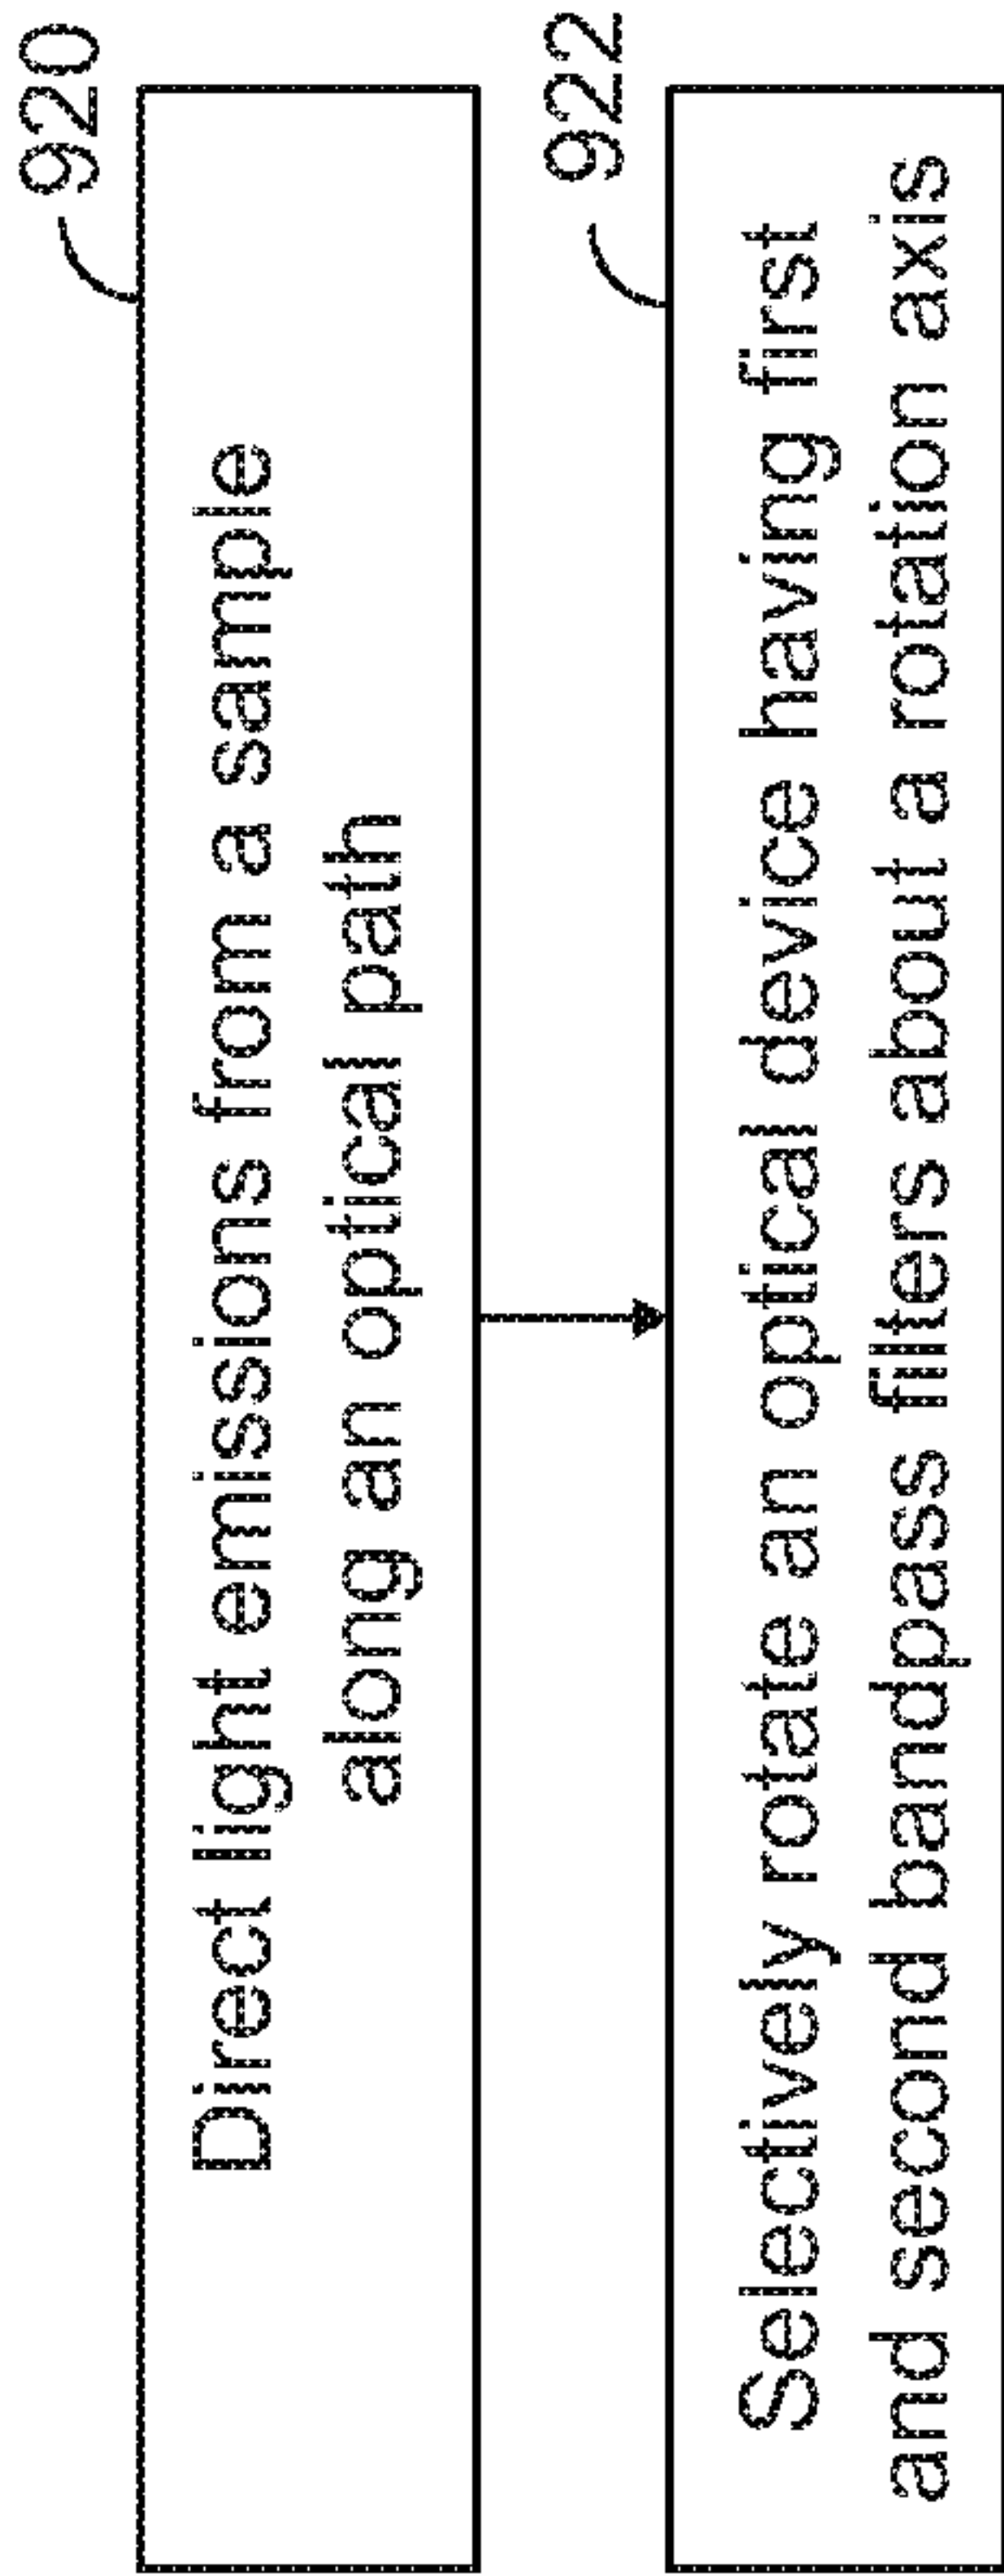 920
Direct light emissions from a sample
along an optical path
922
Selectively rotate an optical device having first
and second bandpass filters about a rotation axis